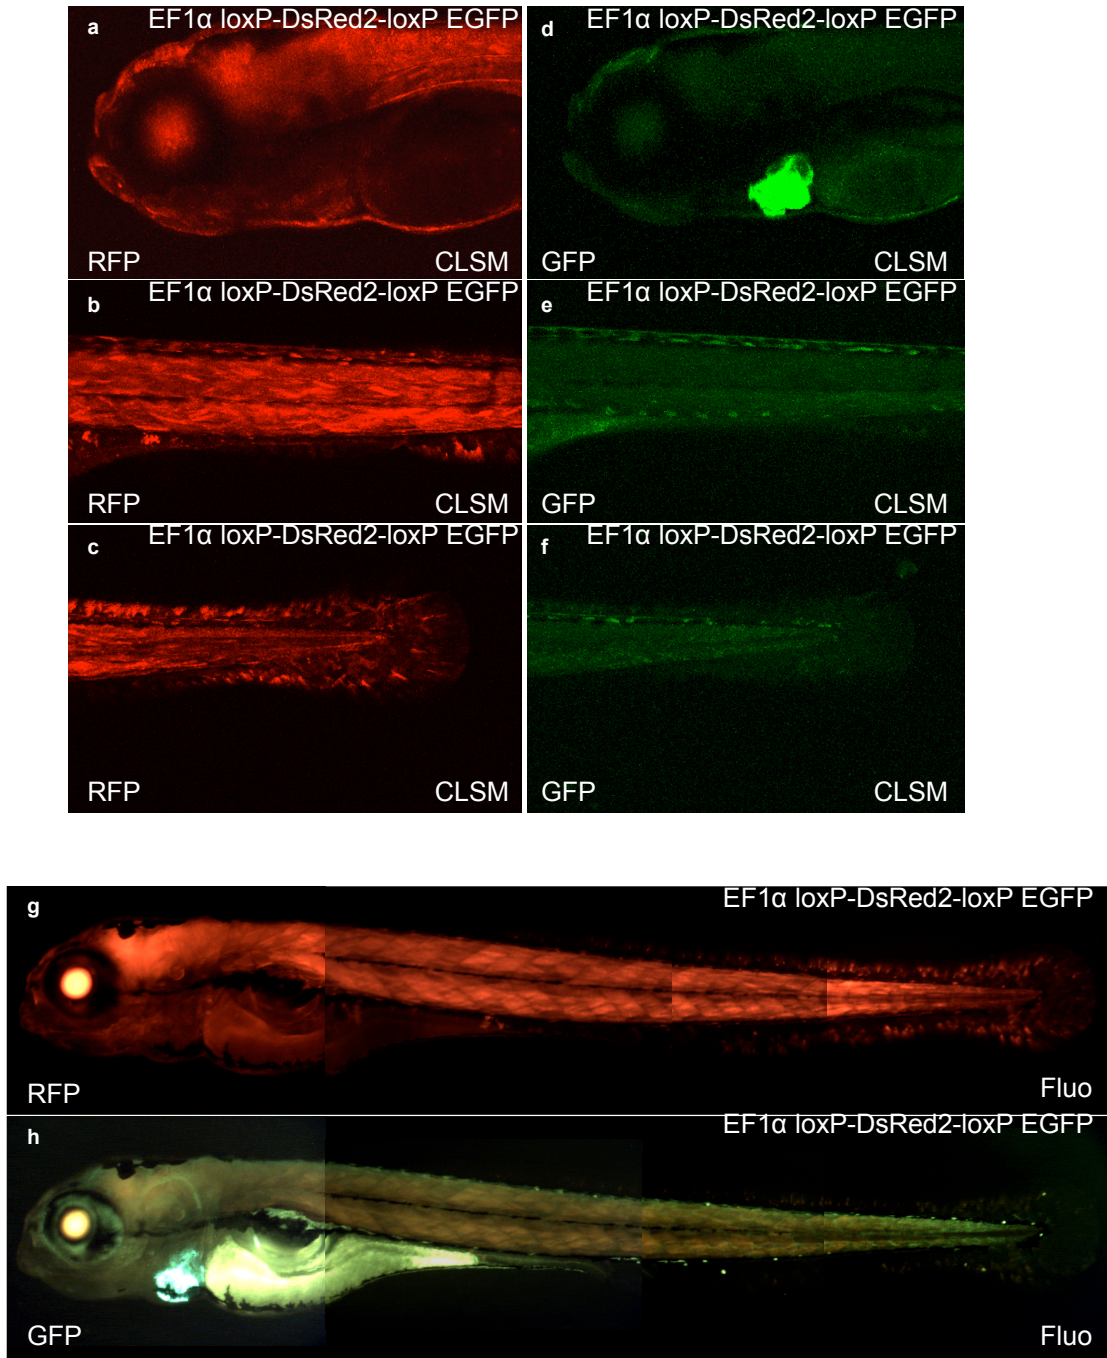 a EF1α loxP-DsRed2-loxP EGFP
RFP CLSM
d EF1α loxP-DsRed2-loxP EGFP
GFP CLSM
b EF1α loxP-DsRed2-loxP EGFP
RFP CLSM
e EF1α loxP-DsRed2-loxP EGFP
GFP CLSM
c EF1α loxP-DsRed2-loxP EGFP
RFP CLSM
f EF1α loxP-DsRed2-loxP EGFP
GFP CLSM
g EF1α loxP-DsRed2-loxP EGFP
RFP Fluo
h EF1α loxP-DsRed2-loxP EGFP
GFP Fluo